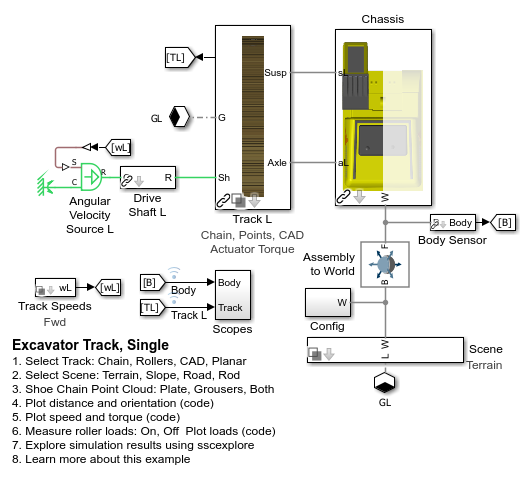 Chassis
[TL]
Susp
sL
GL
G
[wL]
S
C
R
R
Sh
Axle
aL
Angular
Velocity
Source L
Drive
Shaft L
Track L
Chain, Points, CAD
Actuator Torque
W
Body
[B]
Body Sensor
F
Assembly
to World
B
wL
[wL]
Track Speeds
Fwd
[B]
Body
Body
[TL]
Track L
Track
Scopes
W
Config
W
L
Scene
Terrain
GL
Excavator Track, Single
1. Select Track: Chain, Rollers, CAD, Planar
2. Select Scene: Terrain, Slope, Road, Rod
3. Shoe Chain Point Cloud: Plate, Grousers, Both
4. Plot distance and orientation (code)
5. Plot speed and torque (code)
6. Measure roller loads: On, Off  Plot loads (code)
7. Explore simulation results using sscexplore
8. Learn more about this example